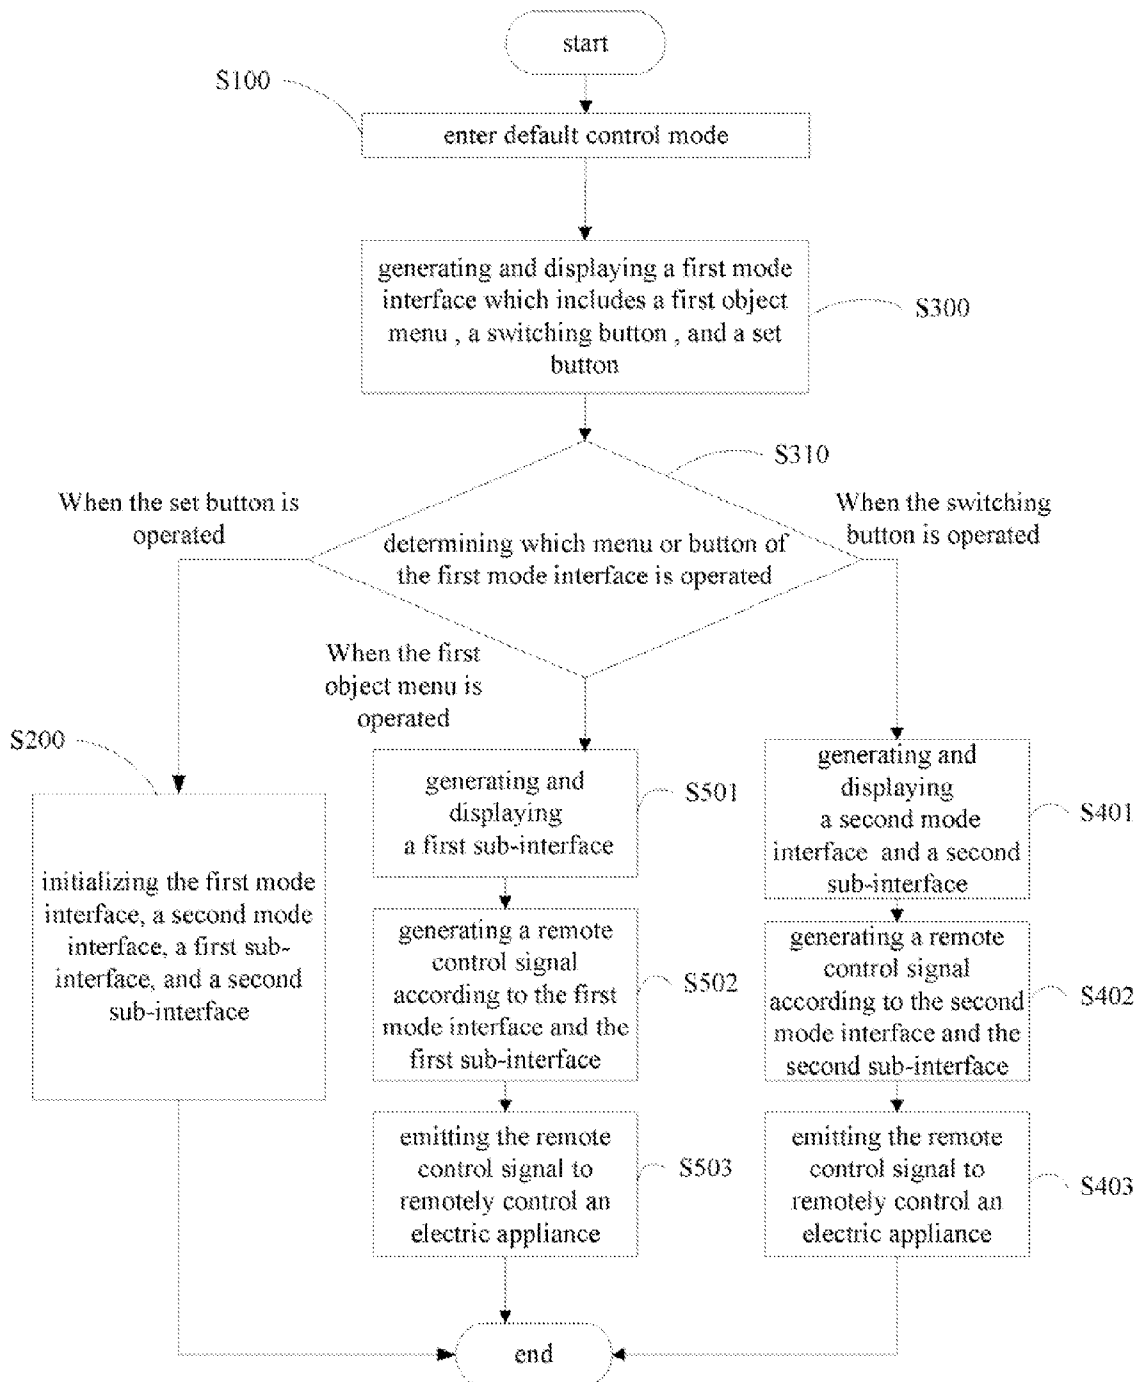 start
S100
enter default control mode
generating and displaying a first mode
interface which includes a first object
menu , a switching button , and a set
button
S300
S310
When the set button is
operated
When the switching
button is operated
determining which menu or button of
the first mode interface is operated
When the first
object menu is
operated
S200
initializing the first mode
interface, a second mode
interface, a first sub-
interface, and a second
sub-interface
generating and
displaying
a first sub-interface
S501
generating and
displaying
a second mode
interface and a second
sub-interface
S401
generating a remote
control signal
according to the first
mode interface and the
first sub-interface
S502
generating a remote
control signal
according to the second
mode interface and the
second sub-interface
S402
emitting the remote
control signal to
remotely control an
electric appliance
S503
emitting the remote
control signal to
remotely control an
electric appliance
S403
end